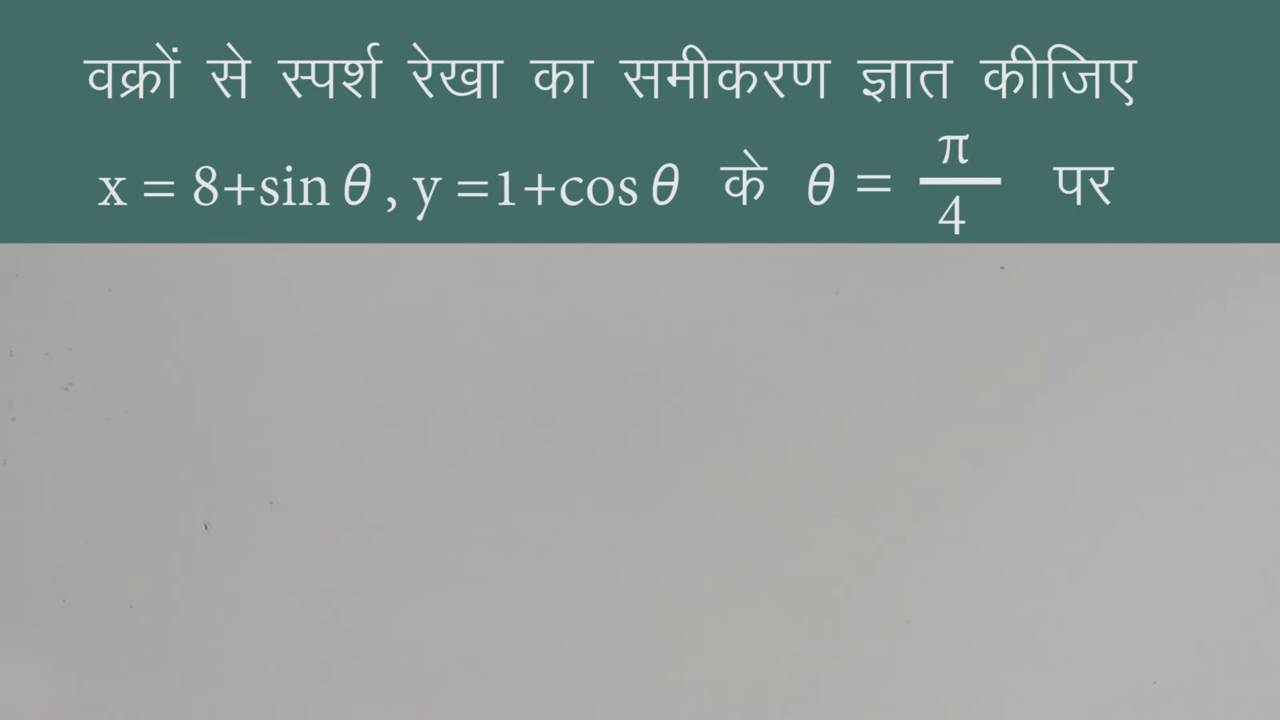 वक्रों से स्पर्श रेखा का समीकरण ज्ञात कीजिए
x = 8+sin θ , y =1+cos θ के θ = π/4 पर